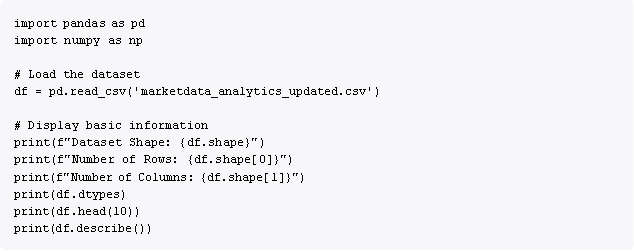 import pandas as pd
import numpy as np
# Load the dataset
df = pd.read_csv('marketdata_analytics_updated.csv')
# Display basic information
print(f"Dataset Shape: {df.shape}")
print(f"Number of Rows: {df.shape[0]}")
print(f"Number of Columns: {df.shape[1]}")
print(df.dtypes)
print(df.head(10))
print(df.describe())